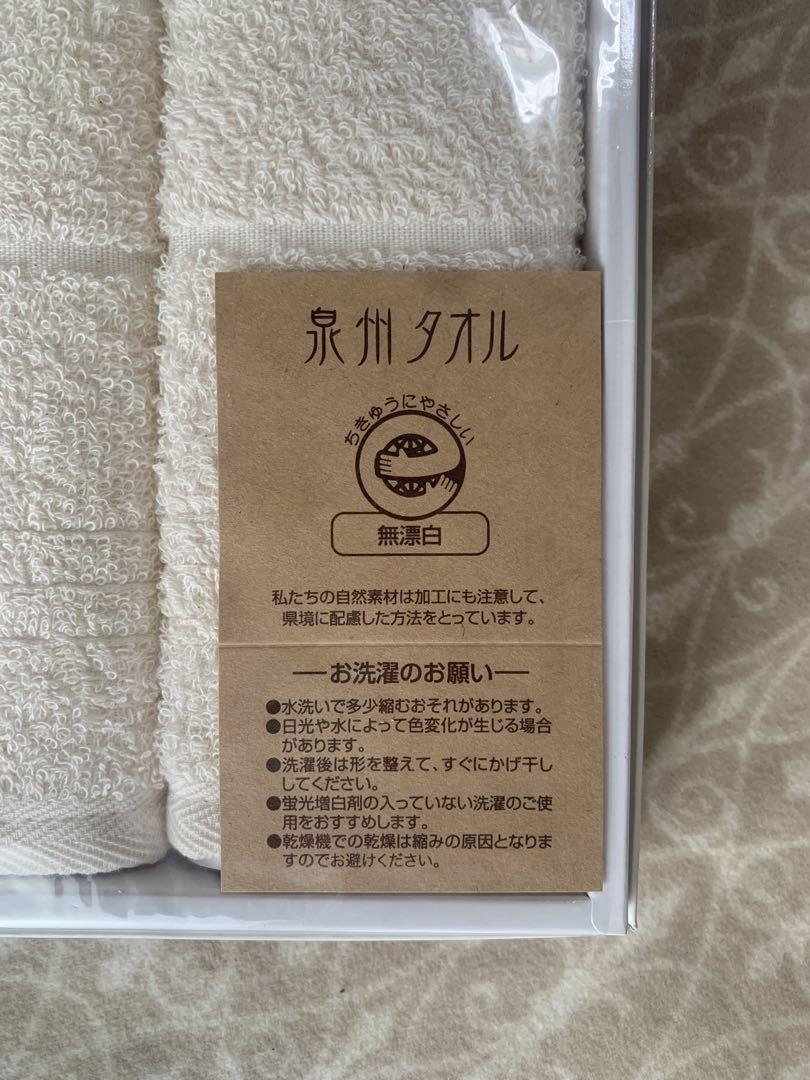 泉州タオル
ちきゅうにやさしい
無漂白
私たちの自然素材は加工にも注意して、
県境に配慮した方法をとっています。
お洗濯のお願い
●水洗いで多少縮むおそれがあります。
●日光や水によって色変化が生じる場合
があります。
●洗濯後は形を整えて、すぐにかげ干し
してください。
●蛍光増白剤の入っていない洗濯のご使
用をおすすめします。
●乾燥機での乾燥は縮みの原因となりま
すのでお避けください。